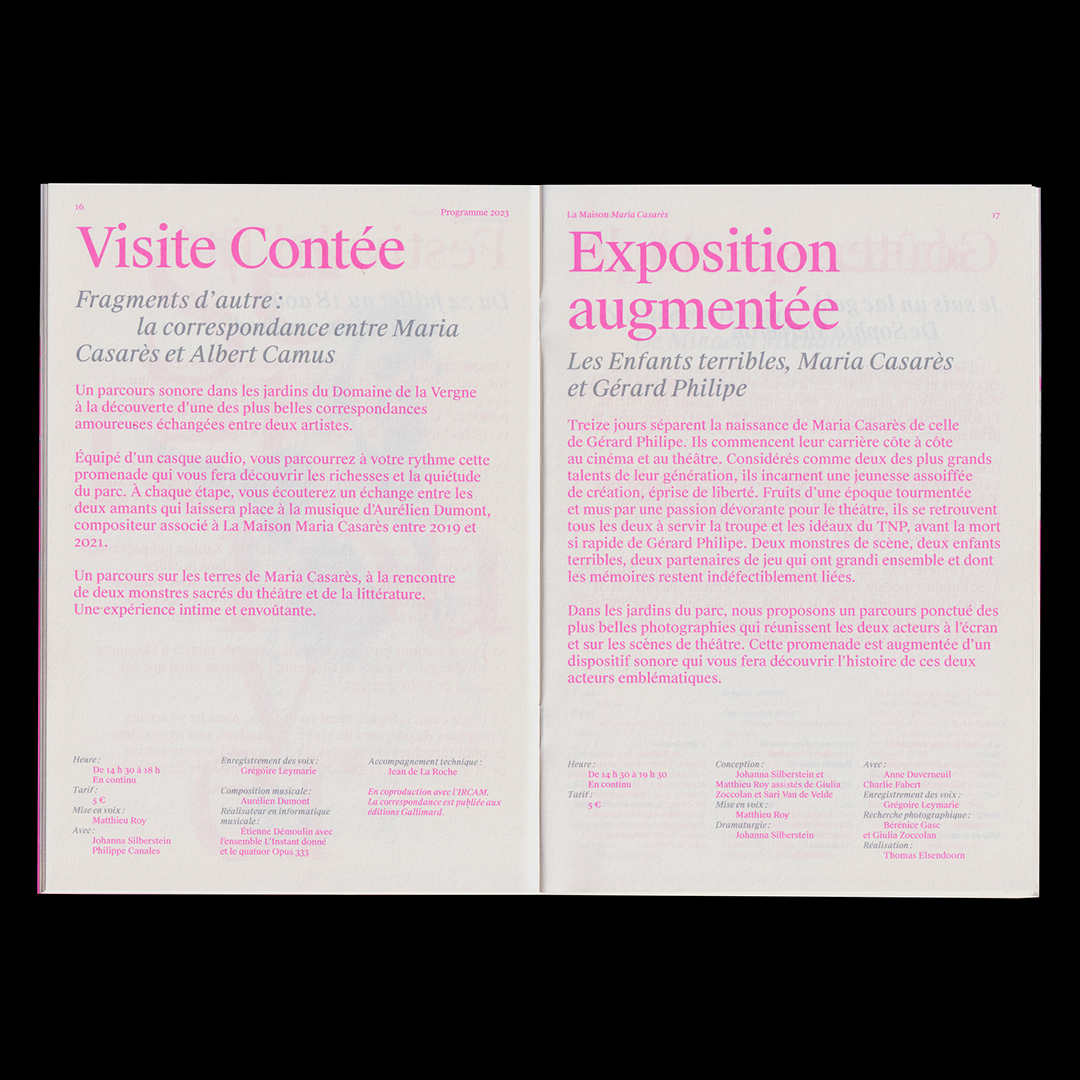 16
Programme 2023
Visite Contée
Fragments d’autre :
la correspondance entre Maria
Casarès et Albert Camus
Un parcours sonore dans les jardins du Domaine de la Vergne
à la découverte d’une des plus belles correspondances
amoureuses échangées entre deux artistes.
Équipé d’un casque audio, vous parcourrez à votre rythme cette
promenade qui vous fera découvrir les richesses et la quiétude
du parc. À chaque étape, vous écouterez un échange entre les
deux amants qui laissera place à la musique d’Aurélien Dumont,
compositeur associé à La Maison Maria Casarès entre 2019 et
2021.
Un parcours sur les terres de Maria Casarès, à la rencontre
de deux monstres sacrés du théâtre et de la littérature.
Une expérience intime et envoûtante.
Heure :
De 14 h 30 à 18 h
En continu
Tarif :
5 €
Mise en voix :
Matthieu Roy
Avec :
Johanna Silberstein
Philippe Canales
Enregistrement des voix :
Grégoire Leymarie
Composition musicale :
Aurélien Dumont
Réalisateur en informatique
musicale :
Étienne Démoulin avec
l’ensemble L’Instant donné
et le quatuor Opus 333
Accompagnement technique :
Jean de La Roche
En coproduction avec l’IRCAM.
La correspondance est publiée aux
éditions Gallimard.
La Maison Maria Casarès
17
Exposition
augmentée
Les Enfants terribles, Maria Casarès
et Gérard Philipe
Treize jours séparent la naissance de Maria Casarès de celle
de Gérard Philipe. Ils commencent leur carrière côte à côte
au cinéma et au théâtre. Considérés comme deux des plus grands
talents de leur génération, ils incarnent une jeunesse assoiffée
de création, éprise de liberté. Fruits d’une époque tourmentée
et mus par une passion dévorante pour le théâtre, ils se retrouvent
tous les deux à servir la troupe et les idéaux du TNP, avant la mort
si rapide de Gérard Philipe. Deux monstres de scène, deux enfants
terribles, deux partenaires de jeu qui ont grandi ensemble et dont
les mémoires restent indéfectiblement liées.
Dans les jardins du parc, nous proposons un parcours ponctué des
plus belles photographies qui réunissent les deux acteurs à l’écran
et sur les scènes de théâtre. Cette promenade est augmentée d’un
dispositif sonore qui vous fera découvrir l’histoire de ces deux
acteurs emblématiques.
Heure :
De 14 h 30 à 19 h 30
En continu
Tarif :
5 €
Conception :
Johanna Silberstein et
Matthieu Roy assistés de Giulia
Zoccolan et Sari Van de Velde
Mise en voix :
Matthieu Roy
Dramaturgie :
Johanna Silberstein
Avec :
Anne Duverneuil
Charlie Fabert
Enregistrement des voix :
Grégoire Leymarie
Recherche photographique :
Bérénice Gasc
et Giulia Zoccolan
Réalisation :
Thomas Elsendoorn